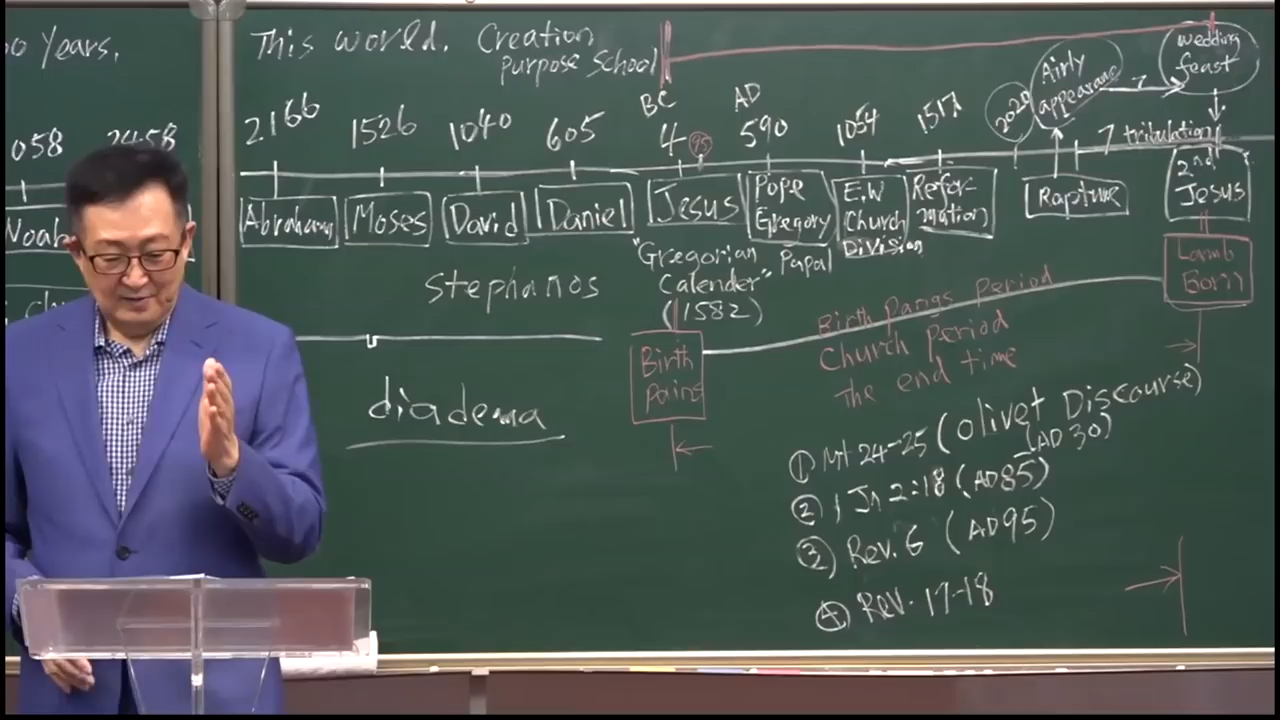 00 Years,
This world. Creation
purpose School
BC
AD
058
2458
2166
1526
1040
605
4
95
590
1054
1517
2020
Airly
appearance
7
wedding
feast
7 tribulation
Noah
Abraham
Moses
David
Daniel
Jesus
Pope
Gregory
Papal
E.W
Church
Division
Refor-
mation
Rapture
2nd
Jesus
"Gregorian
Calender"
(1582)
Stephanos
diadema
Birth
pains
Birth Pangs Period
Church period
the end time
Lamb
Born
① Mt 24-25 (Olivet Discourse)
(AD 30)
② 1 Jn 2:18 (AD85)
③ Rev. 6 (AD95)
④ Rev. 17-18